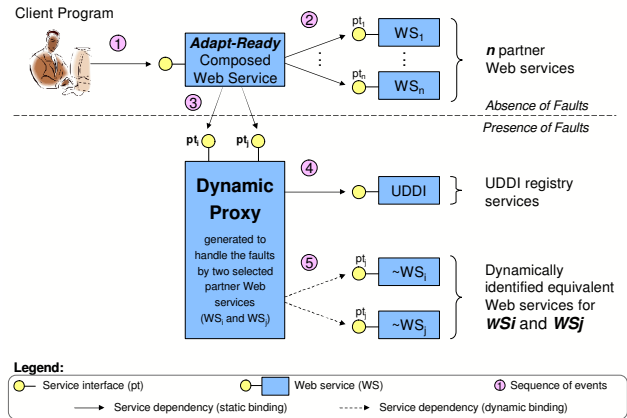 Client Program
1
Adapt-Ready
Composed
Web Service
2
pt1
WS1
⋮
⋮
ptn
WSn
n partner
Web services
Absence of Faults
Presence of Faults
3
pti
ptj
Dynamic
Proxy
generated to
handle the faults
by two selected
partner Web
services
(WSi and WSj)
4
UDDI
UDDI registry
services
5
pti
~WSi
ptj
~WSj
Dynamically
identified equivalent
Web services for
WSi and WSj
Legend:
Service interface (pt)
Web service (WS)
1 Sequence of events
Service dependency (static binding)
Service dependency (dynamic binding)